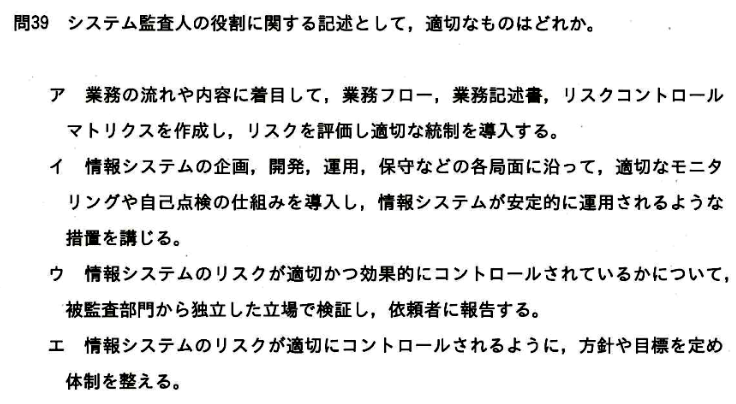 問39 システム監査人の役割に関する記述として，適切なものはどれか。
ア 業務の流れや内容に着目して，業務フロー，業務記述書，リスクコントロール
マトリクスを作成し，リスクを評価し適切な統制を導入する。
イ 情報システムの企画，開発，運用，保守などの各局面に沿って，適切なモニタ
リングや自己点検の仕組みを導入し，情報システムが安定的に運用されるような
措置を講じる。
ウ 情報システムのリスクが適切かつ効果的にコントロールされているかについて，
被監査部門から独立した立場で検証し，依頼者に報告する。
エ 情報システムのリスクが適切にコントロールされるように，方針や目標を定め
体制を整える。